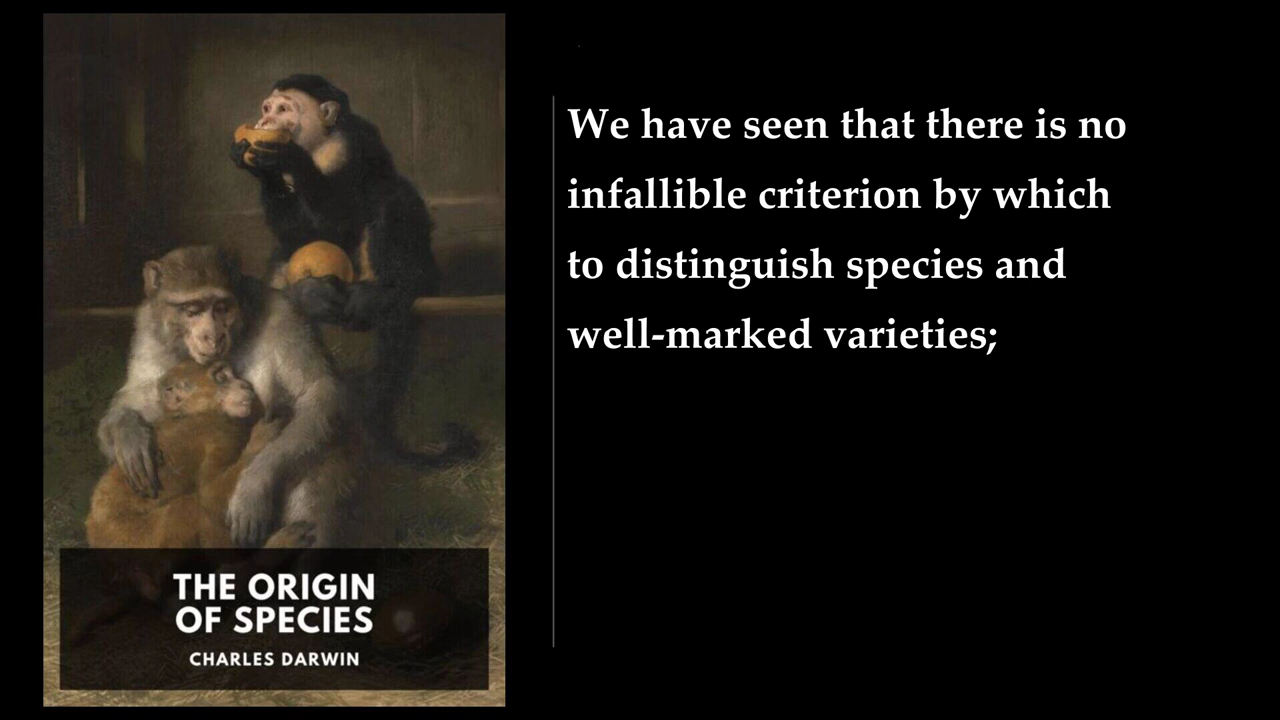 We have seen that there is no
infallible criterion by which
to distinguish species and
well-marked varieties;
THE ORIGIN
OF SPECIES
CHARLES DARWIN